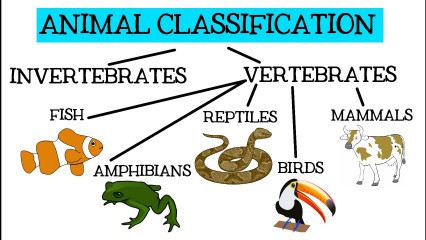 ANIMAL CLASSIFICATION
INVERTEBRATES
VERTEBRATES
FISH
REPTILES
MAMMALS
AMPHIBIANS
BIRDS